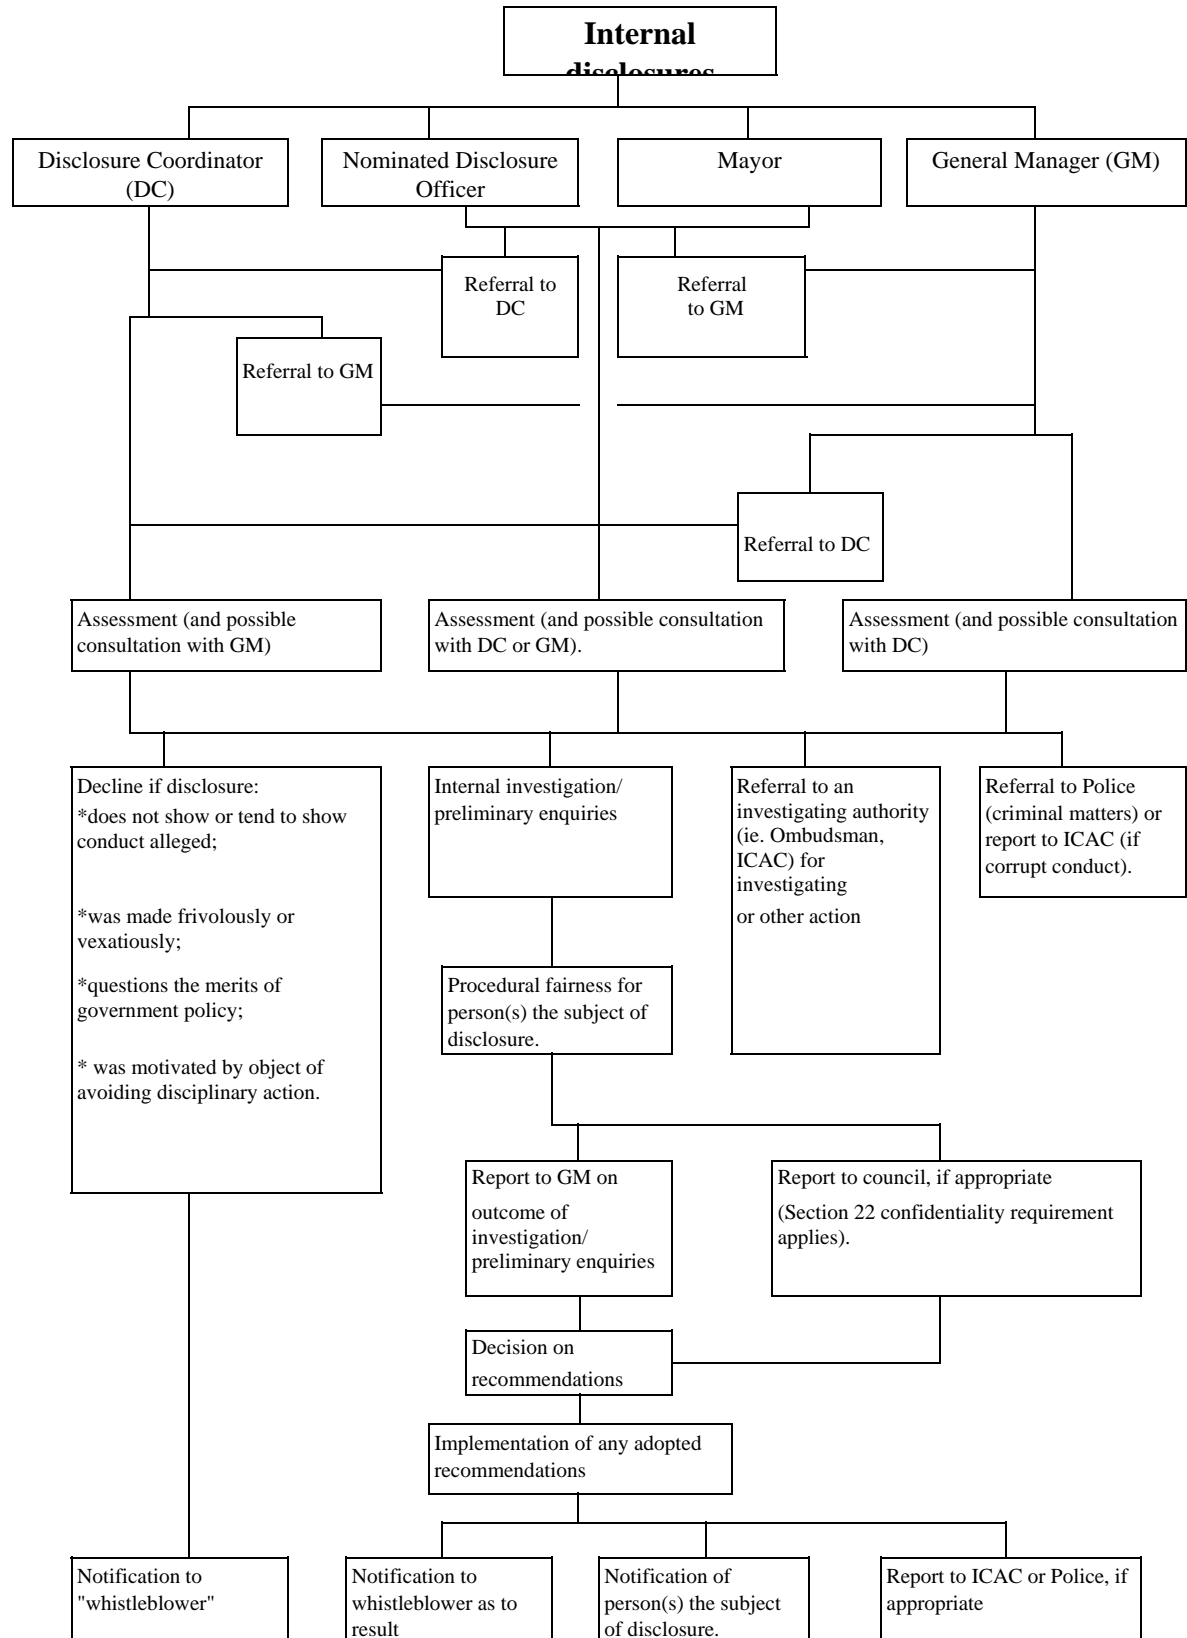 Internal
disclosures
Disclosure Coordinator
(DC)
Nominated Disclosure
Officer
Mayor
General Manager (GM)
Referral to
DC
Referral
to GM
Referral to GM
Referral to DC
Assessment (and possible
consultation with GM)
Assessment (and possible consultation
with DC or GM).
Assessment (and possible consultation
with DC)
Decline if disclosure:
*does not show or tend to show
conduct alleged;
*was made frivolously or
vexatiously;
*questions the merits of
government policy;
* was motivated by object of
avoiding disciplinary action.
Internal investigation/
preliminary enquiries
Referral to an
investigating authority
(ie. Ombudsman,
ICAC) for
investigating
or other action
Referral to Police
(criminal matters) or
report to ICAC (if
corrupt conduct).
Procedural fairness for
person(s) the subject of
disclosure.
Report to GM on
outcome of
investigation/
preliminary enquiries
Report to council, if appropriate
(Section 22 confidentiality requirement
applies).
Decision on
recommendations
Implementation of any adopted
recommendations
Notification to
"whistleblower"
Notification to
whistleblower as to
result
Notification of
person(s) the subject
of disclosure.
Report to ICAC or Police, if
appropriate